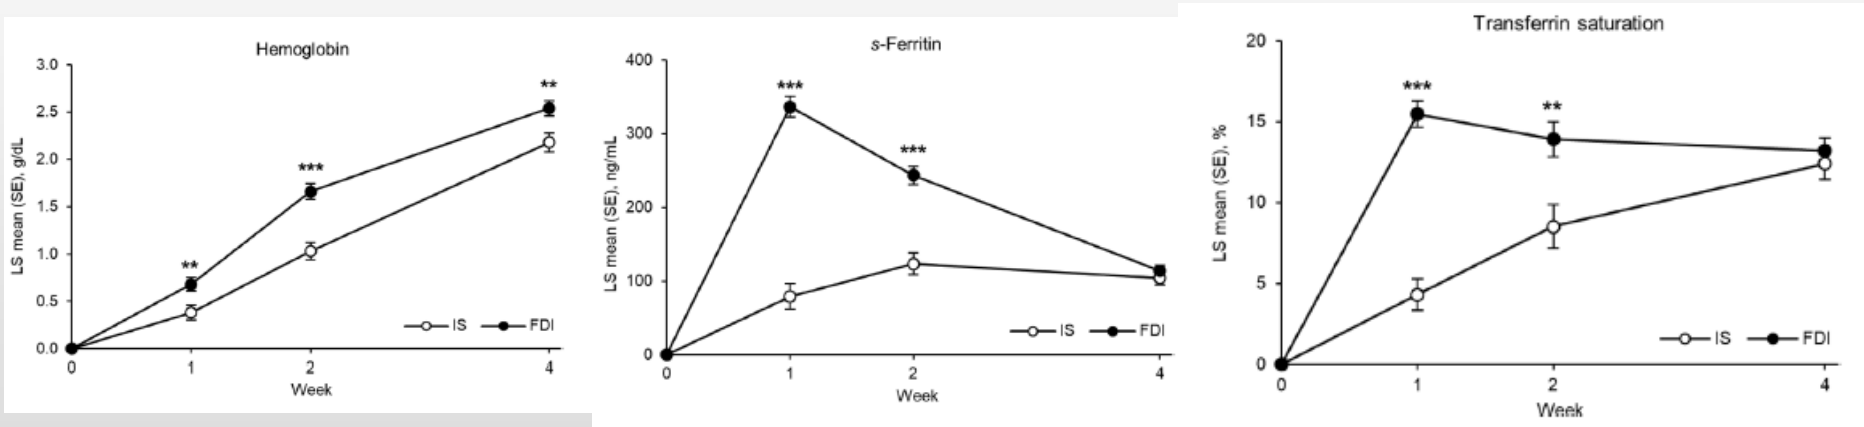 Hemoglobin
LS mean (SE), g/dL
3.0
2.5
2.0
1.5
1.0
0.5
0.0
**
***
**
IS FDI
0 1 2 4
Week
s-Ferritin
LS mean (SE), ng/mL
400
300
200
100
0
***
***
IS FDI
0 1 2 4
Week
Transferrin saturation
LS mean (SE), %
20
15
10
5
0
***
**
IS FDI
0 1 2 4
Week